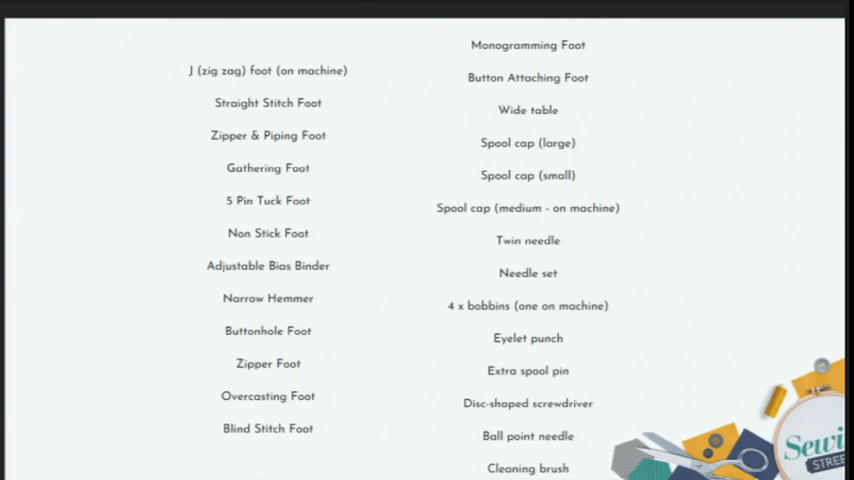 J (zig zag) foot (on machine)
Straight Stitch Foot
Zipper & Piping Foot
Gathering Foot
5 Pin Tuck Foot
Non Stick Foot
Adjustable Bias Binder
Narrow Hemmer
Buttonhole Foot
Zipper Foot
Overcasting Foot
Blind Stitch Foot
Monogramming Foot
Button Attaching Foot
Wide table
Spool cap (large)
Spool cap (small)
Spool cap (medium - on machine)
Twin needle
Needle set
4 x bobbins (one on machine)
Eyelet punch
Extra spool pin
Disc-shaped screwdriver
Ball point needle
Cleaning brush
Sewi
STREE